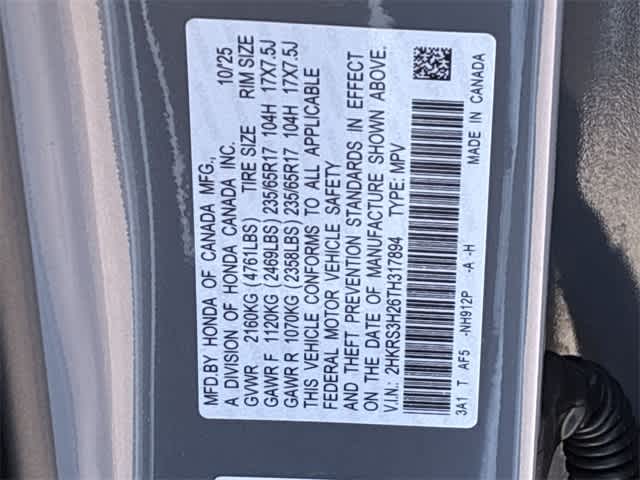 MFD.BY HONDA OF CANADA MFG., 10/25
A DIVISION OF HONDA CANADA INC.
GVWR 2160KG (4761LBS) TIRE SIZE RIM SIZE
GAWR F 1120KG (2469LBS) 235/65R17 104H 17X7.5J
GAWR R 1070KG (2358LBS) 235/65R17 104H 17X7.5J
THIS VEHICLE CONFORMS TO ALL APPLICABLE
FEDERAL MOTOR VEHICLE SAFETY
AND THEFT PREVENTION STANDARDS IN EFFECT
ON THE DATE OF MANUFACTURE SHOWN ABOVE.
V.I.N.: 2HKRS3H26TH317894 TYPE: MPV
3A1 T AF5 -NH912P -A -H MADE IN CANADA